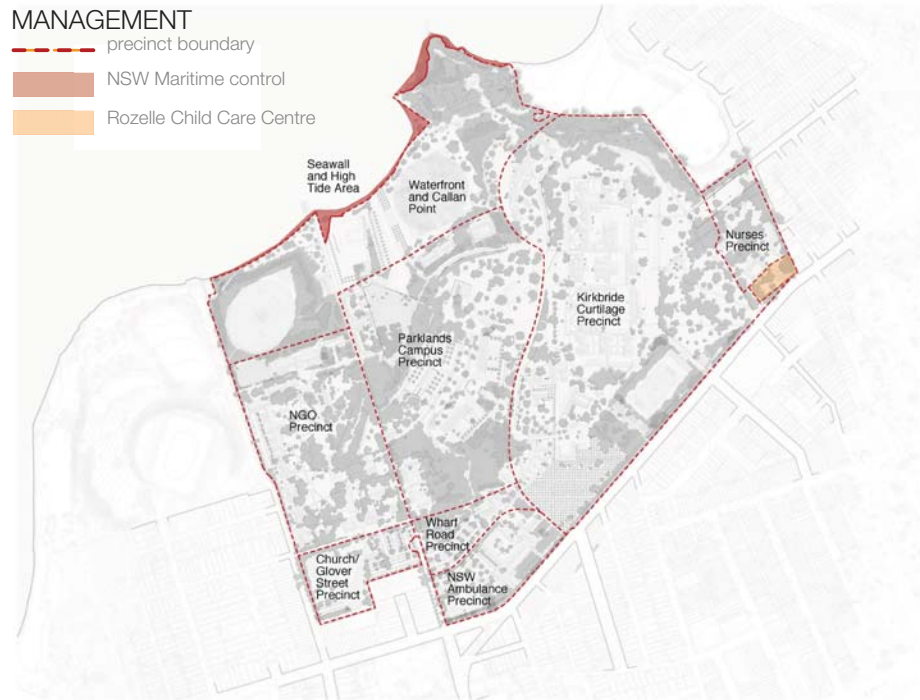 MANAGEMENT
precinct boundary
NSW Maritime control
Rozelle Child Care Centre
Seawall
and High
Tide Area
Waterfront
and Callan
Point
Nurses
Precinct
Kirkbride
Curtilage
Precinct
Parklands
Campus
Precinct
NGO
Precinct
Wharf
Road
Precinct
Church/
Glover
Street
Precinct
NSW
Ambulance
Precinct